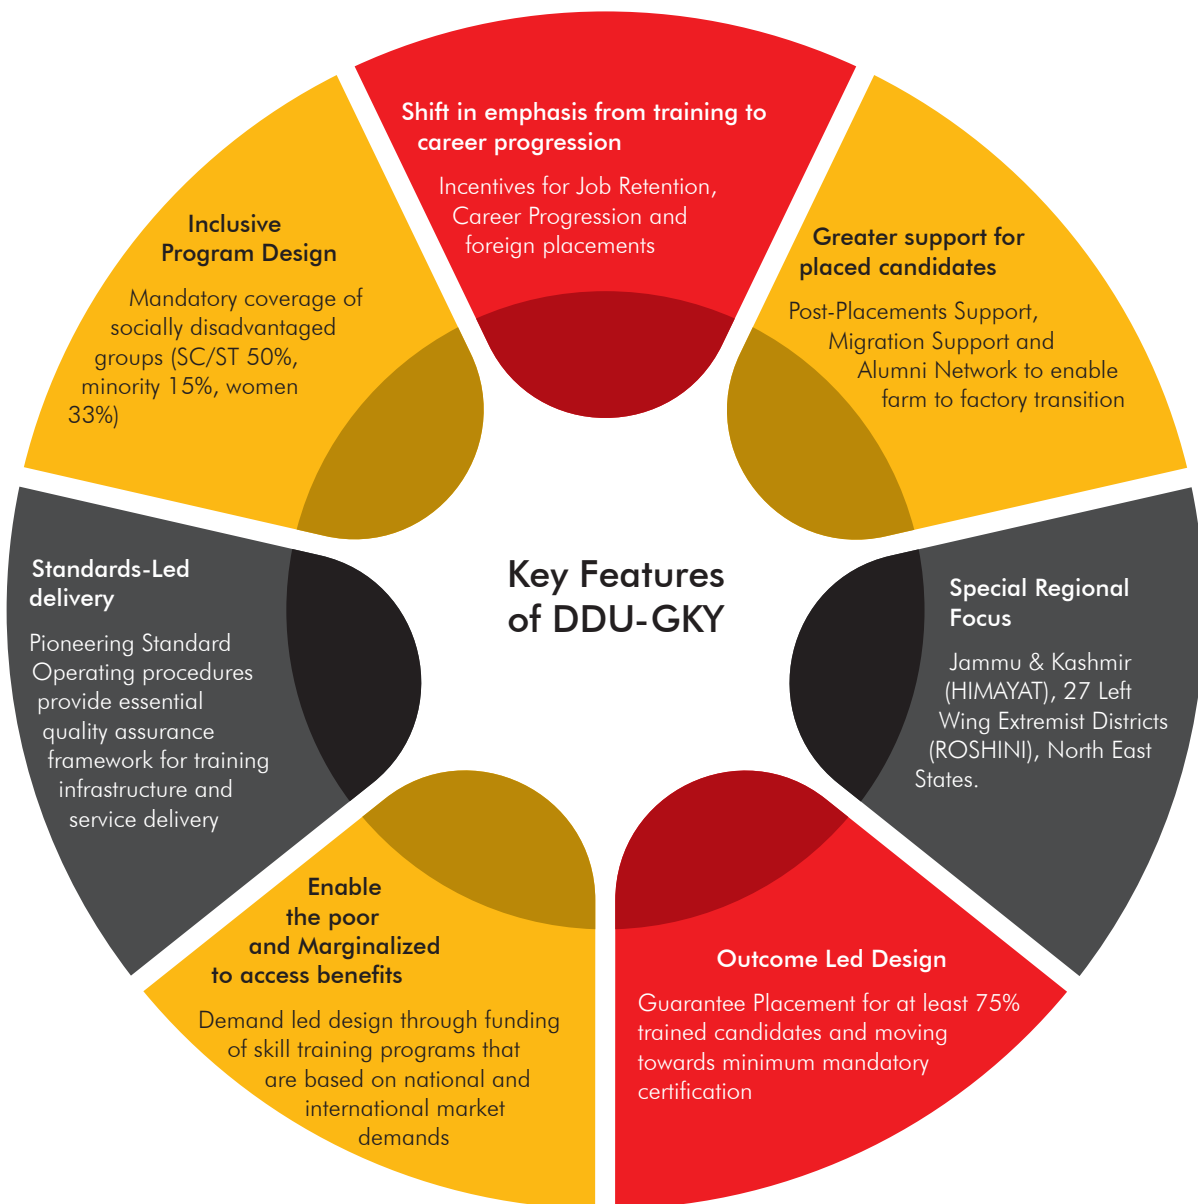 Shift in emphasis from training to
career progression
Incentives for Job Retention,
Career Progression and
foreign placements
Greater support for
placed candidates
Post-Placements Support,
Migration Support and
Alumni Network to enable
farm to factory transition
Special Regional
Focus
Jammu & Kashmir
(HIMAYAT), 27 Left
Wing Extremist Districts
(ROSHINI), North East
States.
Outcome Led Design
Guarantee Placement for at least 75%
trained candidates and moving
towards minimum mandatory
certification
Enable
the poor
and Marginalized
to access benefits
Demand led design through funding
of skill training programs that
are based on national and
international market
demands
Standards-Led
delivery
Pioneering Standard
Operating procedures
provide essential
quality assurance
framework for training
infrastructure and
service delivery
Inclusive
Program Design
Mandatory coverage of
socially disadvantaged
groups (SC/ST 50%,
minority 15%, women
33%)
Key Features
of DDU-GKY